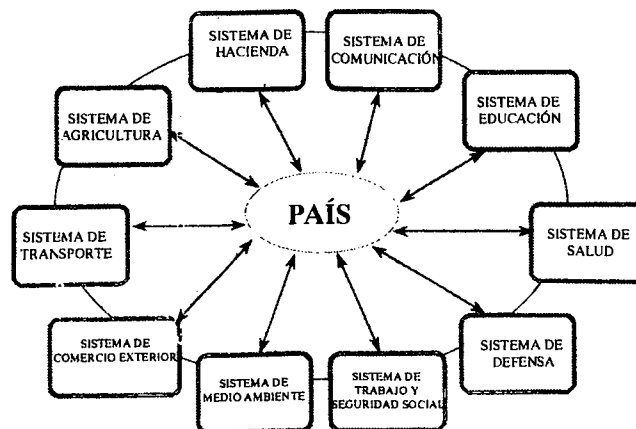 SISTEMA DE
HACIENDA
SISTEMA DE
COMUNICACIÓN
SISTEMA DE
AGRICULTURA
SISTEMA DE
EDUCACIÓN
PAÍS
SISTEMA DE
TRANSPORTE
SISTEMA DE
SALUD
SISTEMA DE
COMERCIO EXTERIOR
SISTEMA DE
MEDIO AMBIENTE
SISTEMA DE
TRABAJO Y
SEGURIDAD SOCIAL
SISTEMA DE
DEFENSA